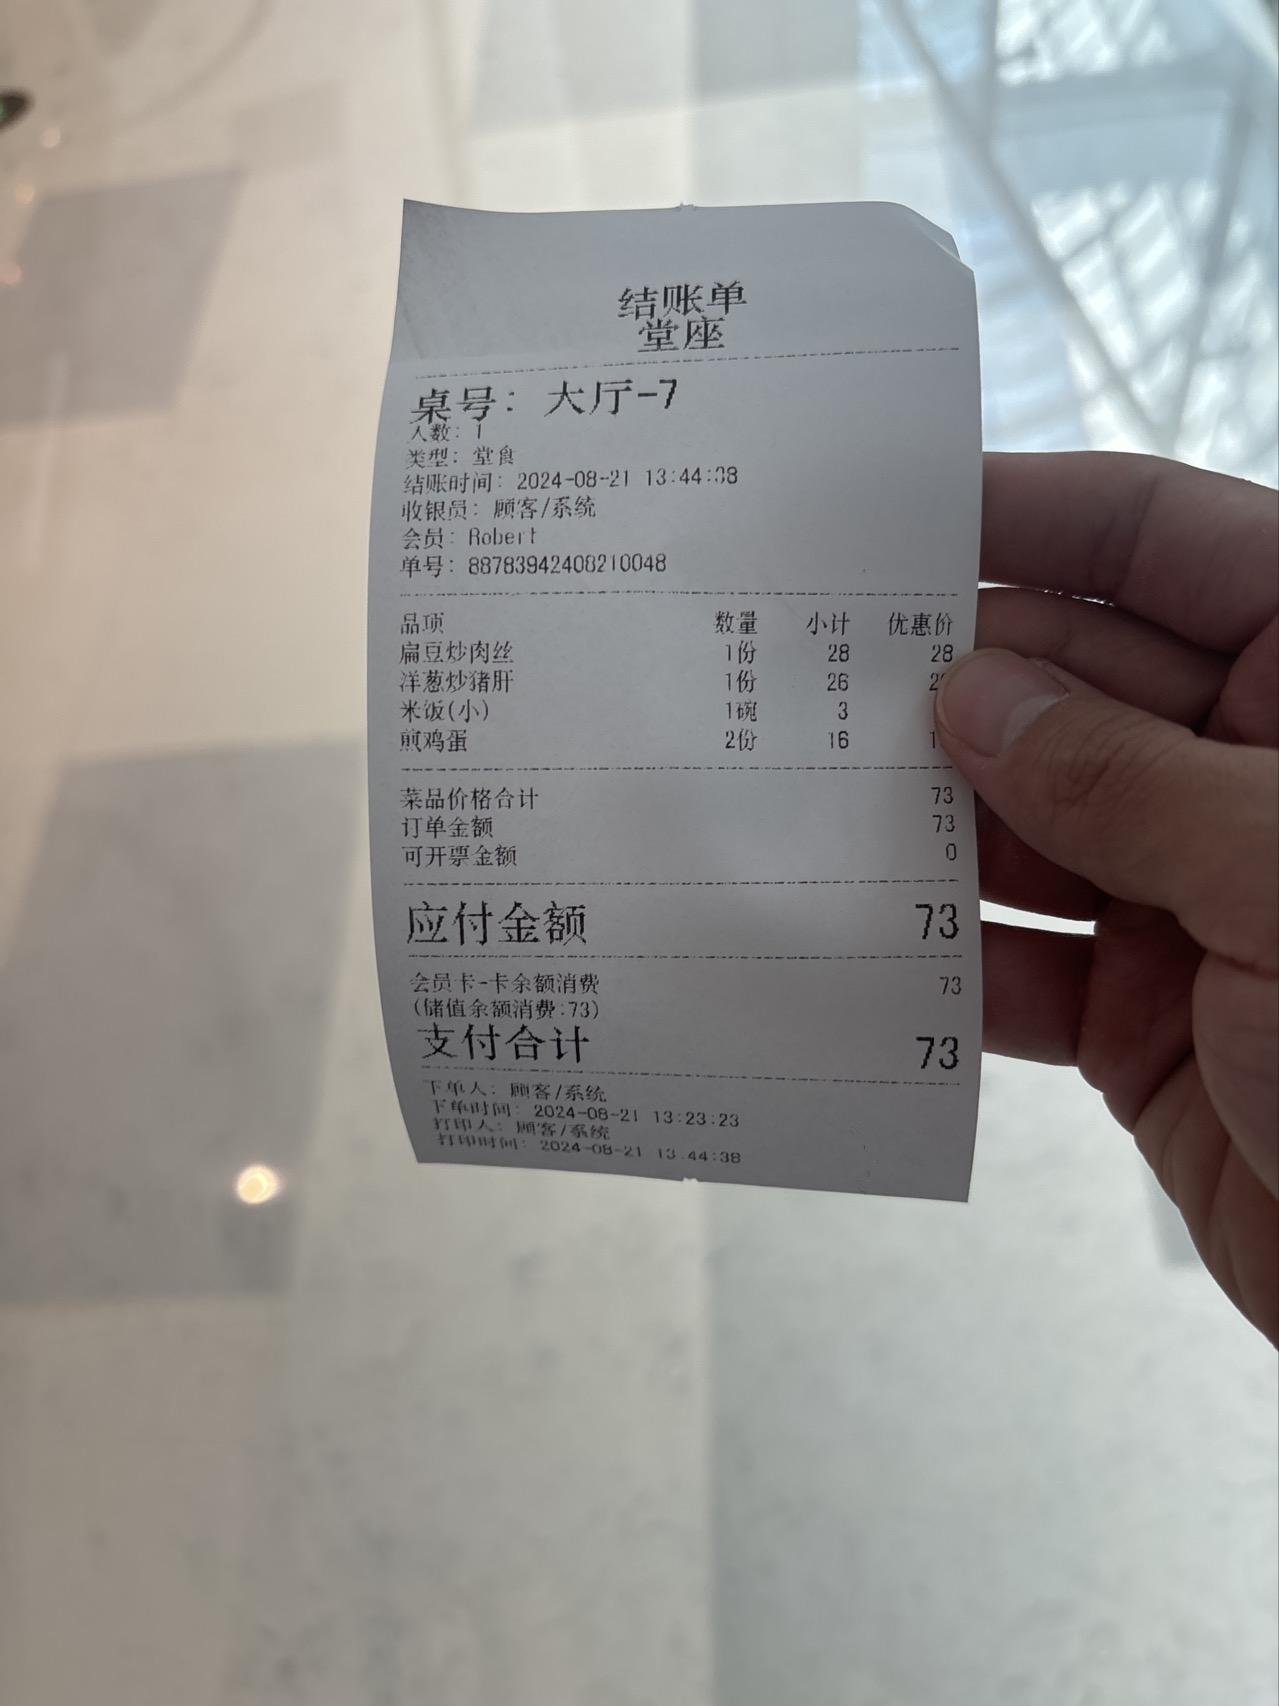 结账单
堂座
桌号: 大厅-7
人数: 1
类型: 堂食
结账时间: 2024-08-21 13:44:38
收银员: 顾客/系统
会员: Robert
单号: 88783942408210048
品项 数量 小计 优惠价
扁豆炒肉丝 1份 28 28
洋葱炒猪肝 1份 26
米饭(小) 1碗 3
煎鸡蛋 2份 16
菜品价格合计 73
订单金额 73
可开票金额 0
应付金额 73
会员卡-卡余额消费 73
(储值余额消费:73)
支付合计 73
下单人: 顾客/系统
下单时间: 2024-08-21 13:23:23
打印人: 顾客/系统
打印时间: 2024-08-21 13:44:38